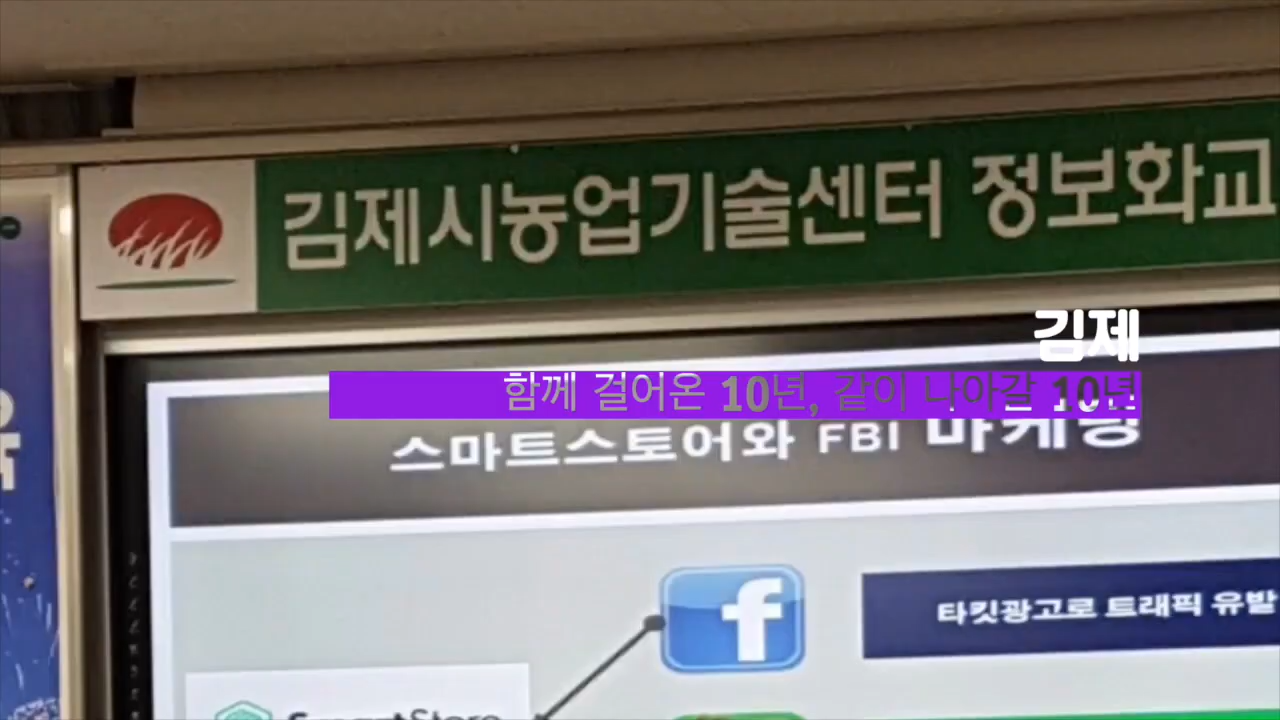 김제시농업기술센터 정보화교
김제
함께 걸어온 10년, 같이 나아갈 10년
스마트스토어와 FBI 마케팅
타킷광고로 트래픽 유발
SmartStore